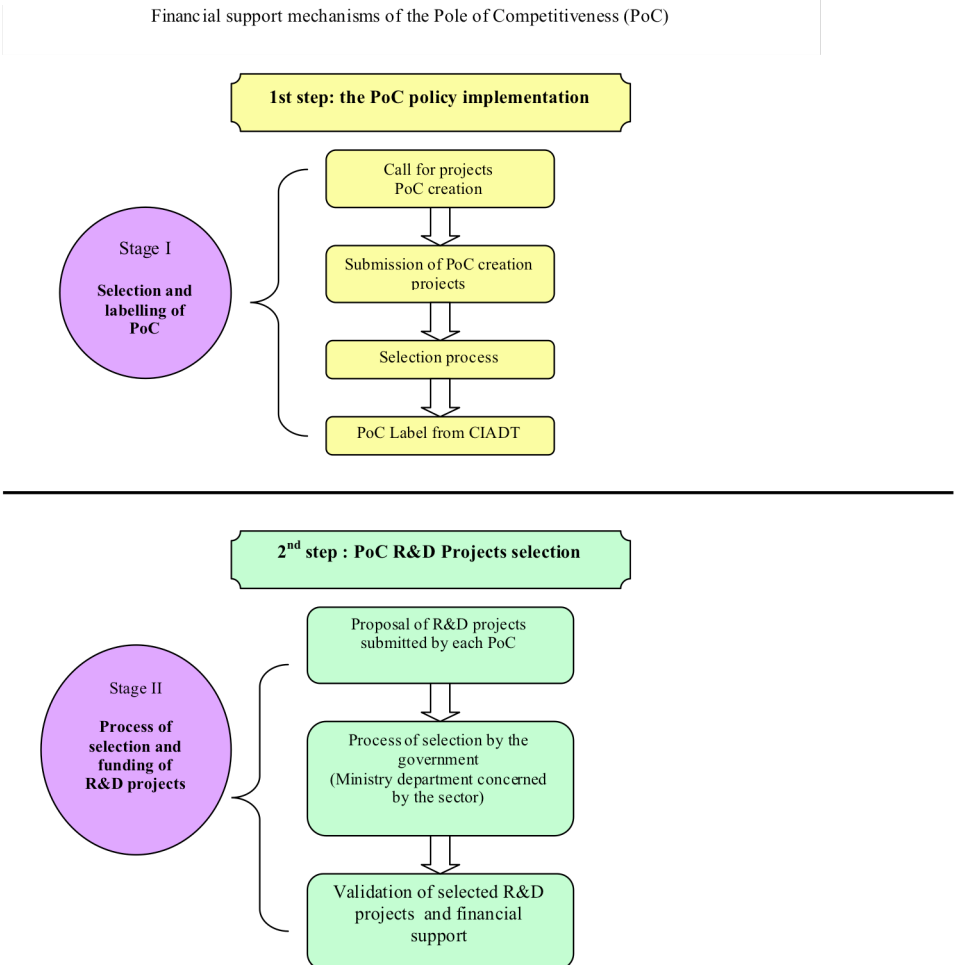 Financial support mechanisms of the Pole of Competitiveness (PoC)
1st step: the PoC policy implementation
Call for projects
PoC creation
Stage I
Selection and
labelling of
PoC
Submission of PoC creation
projects
Selection process
PoC Label from CIADT
2nd step : PoC R&D Projects selection
Proposal of R&D projects
submitted by each PoC
Stage II
Process of
selection and
funding of
R&D projects
Process of selection by the
government
(Ministry department concerned
by the sector)
Validation of selected R&D
projects and financial
support